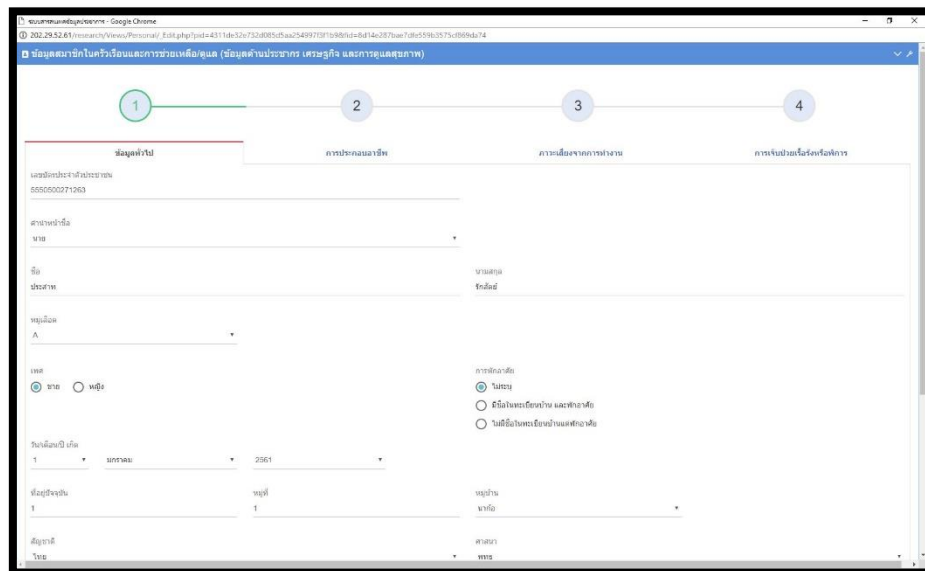 ระบบสารสนเทศข้อมูลประชากร - Google Chrome
202.29.52.61/research/Views/Personal/_Edit.php?
ข้อมูลสมาชิกในครัวเรือนและการช่วยเหลือ/ดูแล (ข้อมูลด้านประชากร เศรษฐกิจ และการดูแลสุขภาพ)
1 2 3 4
ข้อมูลทั่วไป การประกอบอาชีพ ภาวะเสี่ยงจากการทำงาน การเจ็บป่วยเรื้อรังหรือพิการ
เลขบัตรประจำตัวประชาชน
5550500271263
คำนำหน้าชื่อ
นาย
ชื่อ นามสกุล
ประสาท รักสัตย์
หมู่เลือด
A
เพศ การพักอาศัย
ชาย หญิง ไม่ระบุ
มีชื่อในทะเบียนบ้าน และพักอาศัย
ไม่มีชื่อในทะเบียนบ้านแต่พักอาศัย
วัน/เดือน/ปี เกิด
1 มกราคม 2561
ที่อยู่ปัจจุบัน หมู่ที่ หมู่บ้าน
1 1 นาก้อ
สัญชาติ ศาสนา
ไทย พุทธ